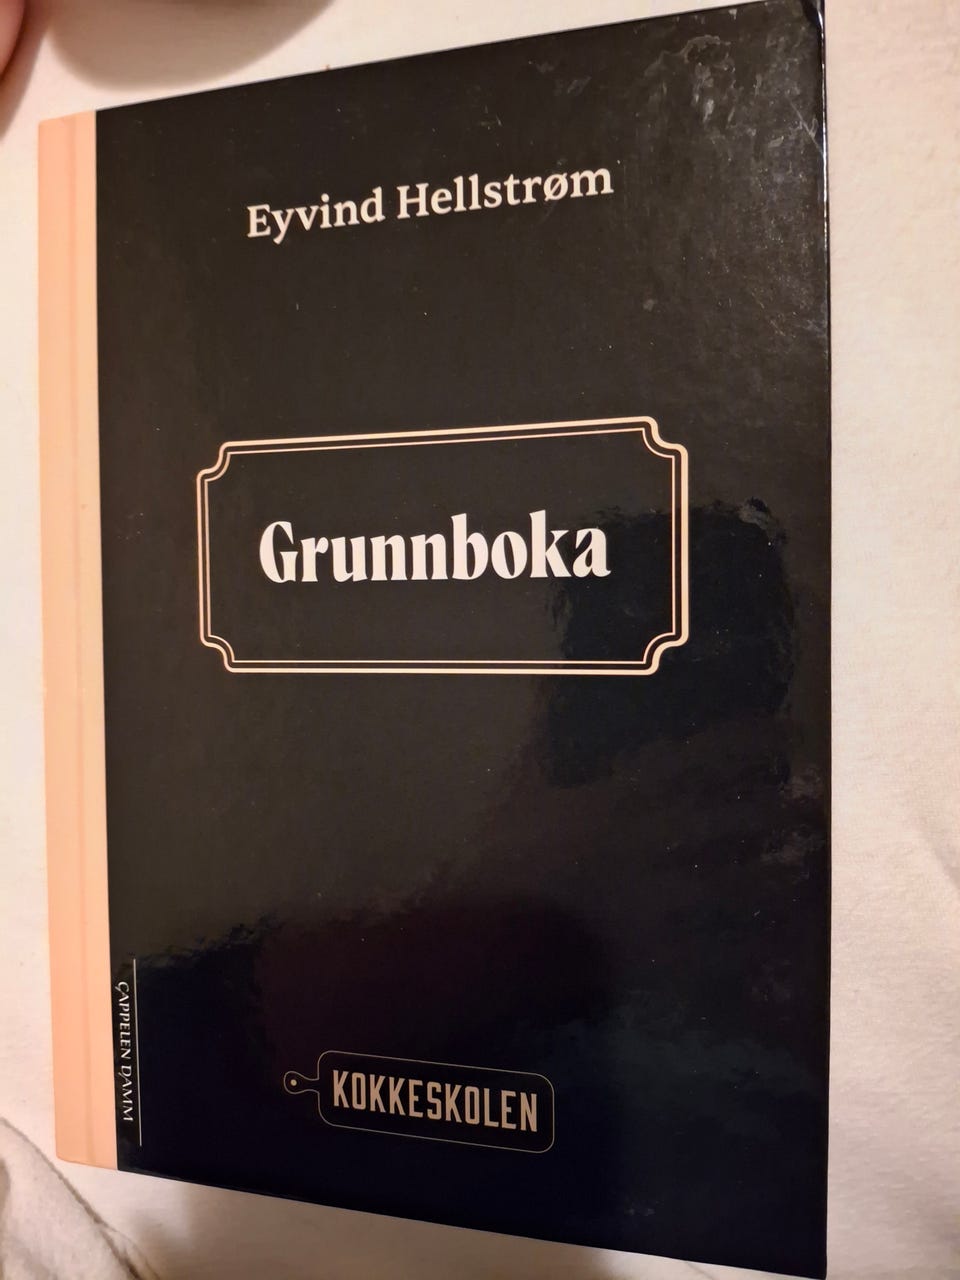 Eyvind Hellstrøm
Grunnboka
CAPPELEN DAMM
KOKKESKOLEN